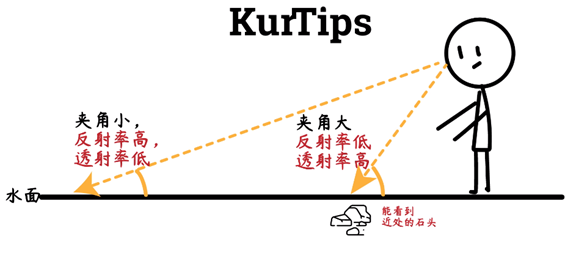 KurTips
夹角小，
反射率高，
透射率低
夹角大
反射率低
透射率高
水面
能看到
近处的石头